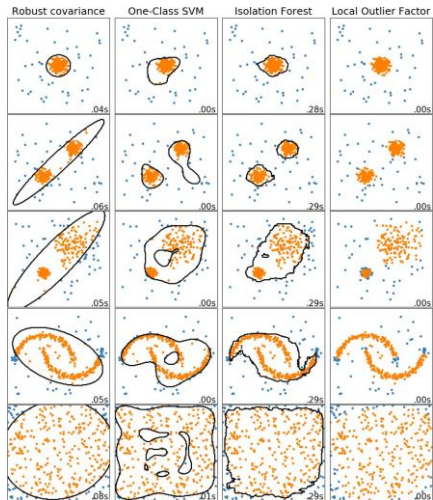 Robust covariance One-Class SVM Isolation Forest Local Outlier Factor
.04s .00s .28s .00s
.06s .00s .29s .00s
.05s .00s .29s .00s
.05s .00s .29s .00s
.08s .01s .29s .00s